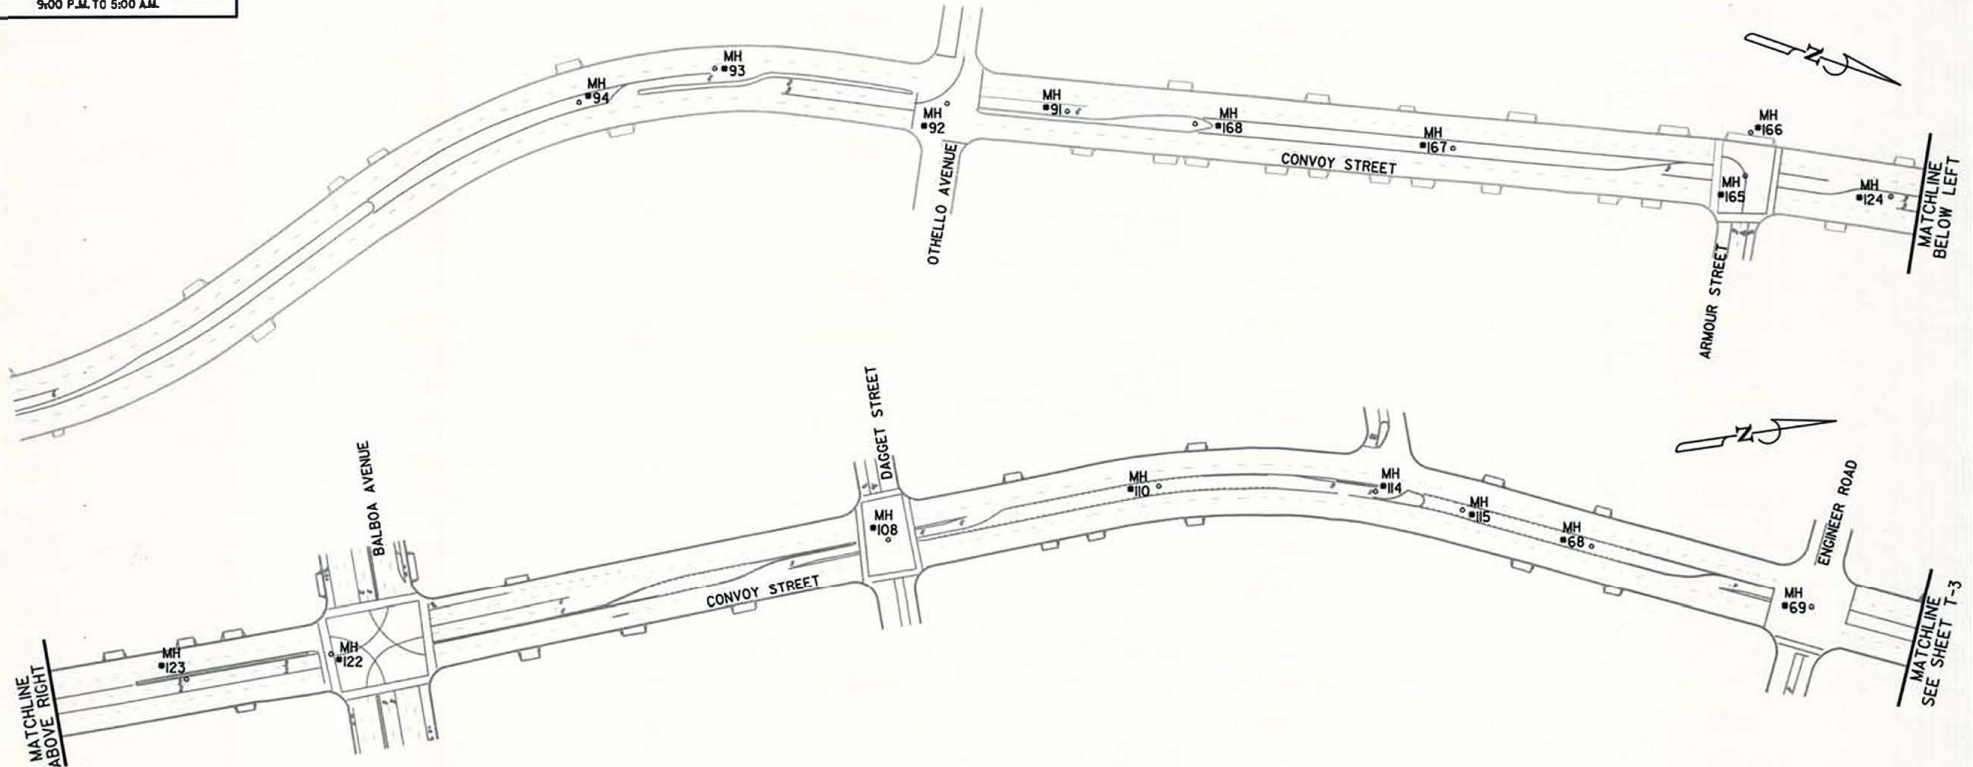 9:00 P.M. TO 5:00 A.M.
MH
93
MH
94
MH
92
MH
91
MH
168
MH
167
MH
166
MH
165
MH
124
N
CONVOY STREET
OTHELLO AVENUE
ARMOUR STREET
MATCHLINE
BELOW LEFT
N
BALBOA AVENUE
DAGGET STREET
ENGINEER ROAD
CONVOY STREET
MH
123
MH
122
MH
108
MH
110
MH
114
MH
115
MH
68
MH
69
MATCHLINE
ABOVE RIGHT
MATCHLINE
SEE SHEET T-3